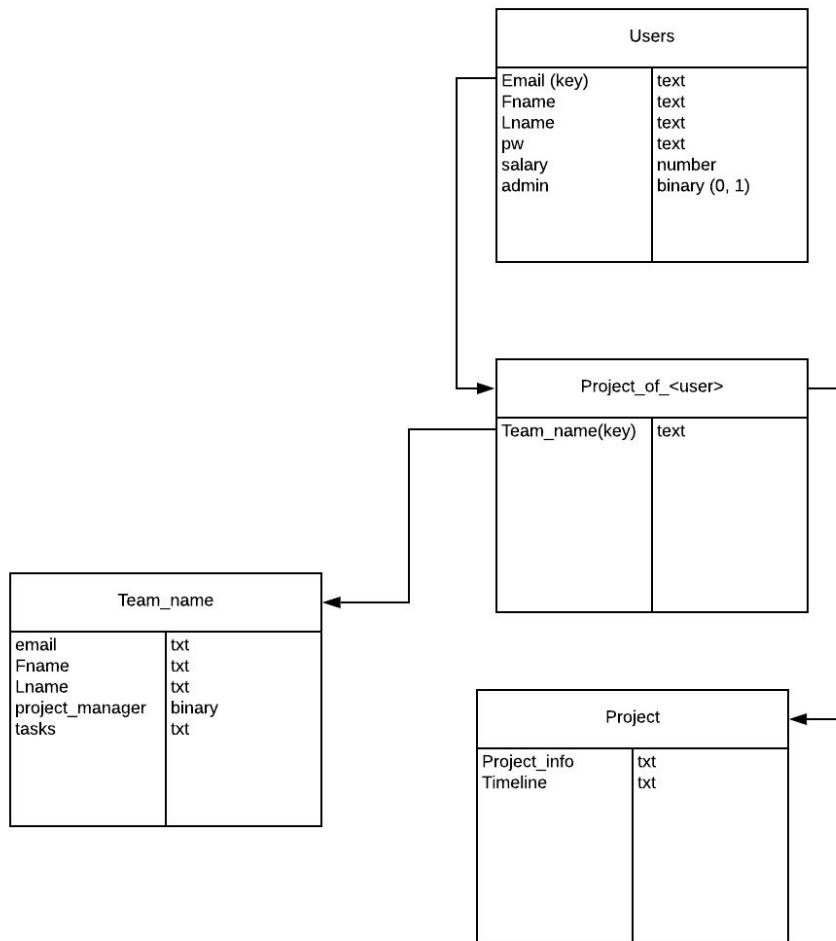 Users
Email (key) text
Fname text
Lname text
pw text
salary number
admin binary (0, 1)
Project_of_<user>
Team_name(key) text
Team_name
email txt
Fname txt
Lname txt
project_manager binary
tasks txt
Project
Project_info txt
Timeline txt